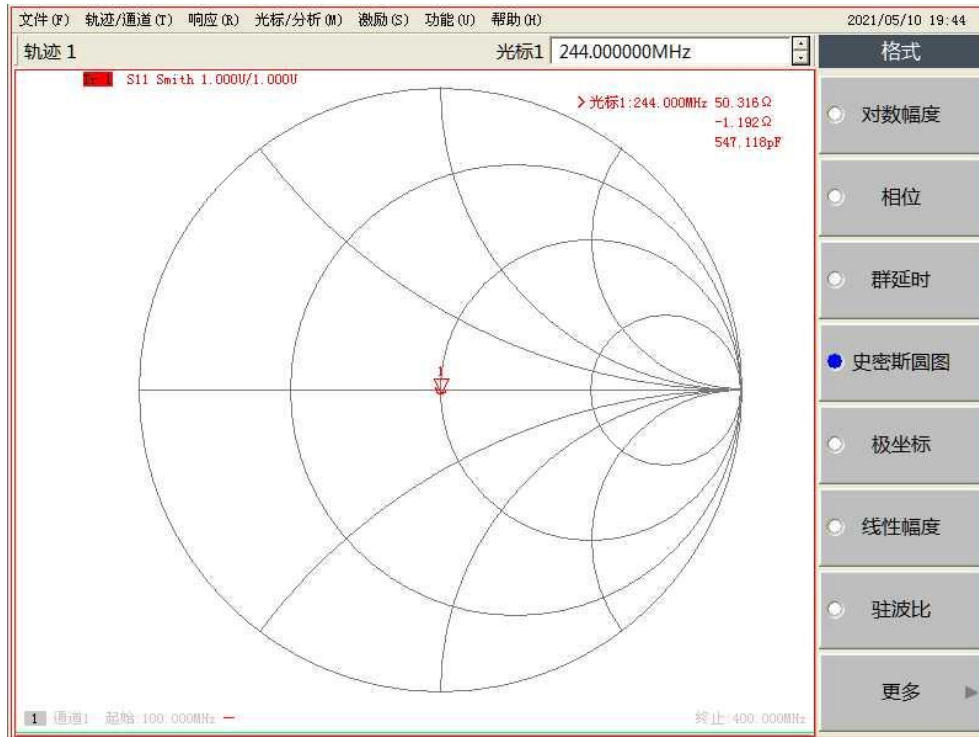 文件(F) 轨迹/通道(T) 响应(R) 光标/分析(M) 激励(S) 功能(U) 帮助(H) 2021/05/10 19:44
轨迹 1 光标1 244.000000MHz
格式
Tr 1 S11 Smith 1.000U/1.000U
>光标1:244.000MHz 50.316Ω
-1.192Ω
547.118pF
1
对数幅度
相位
群延时
史密斯圆图
极坐标
线性幅度
驻波比
更多
1 通道1 起始:100.000MHz 终止:400.000MHz